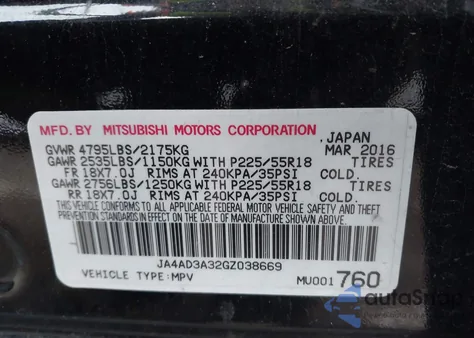 MFD. BY MITSUBISHI MOTORS CORPORATION JAPAN
GVWR 4795LBS/2175KG MAR 2016
GAWR 2535LBS/1150KG WITH P225/55R18 TIRES
FR 18X7.0J RIMS AT 240KPA/35PSI COLD.
GAWR 2756LBS/1250KG WITH P225/55R18 TIRES
RR 18X7.0J RIMS AT 240KPA/35PSI COLD.
THIS VEHICLE CONFORMS TO ALL APPLICABLE FEDERAL MOTOR VEHICLE SAFETY AND THEFT
PREVENTION STANDARDS IN EFFECT ON THE DATE OF MANUFACTURE SHOWN ABOVE.
JA4AD3A32GZ038669
VEHICLE TYPE:MPV MU001760